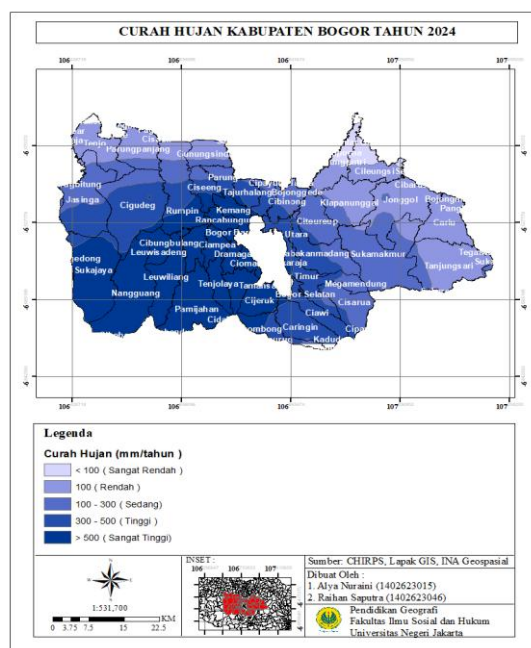 CURAH HUJAN KABUPATEN BOGOR TAHUN 2024
106 106 106 107 107
Tenjo
Parungpanjang
Gunungsindur
Cileungsi
Parung
Jasinga
Cigudeg
Rumpin
Ciseeng
Tajurhalang
Bojonggede
Cibinong
Kemang
Rancabungur
Citeureup
Klapanunggal
Jonggol
Cariu
Cibungbulang
Leuwisadeng
Ciampea
Dramaga
Utara
Babakanmadang
Sukamakmur
Tanjungsari
Sukajaya
Leuwiliang
Nanggung
Tenjolaya
Pamijahan
Cijeruk
Timur
Megamendung
Bogor Selatan
Cisarua
Ciawi
Caringin
106 106 106 107 107
Legenda
Curah Hujan (mm/tahun )
< 100 ( Sangat Rendah )
100 ( Rendah )
100 - 300 ( Sedang )
300 - 500 ( Tinggi )
> 500 ( Sangat Tinggi )
1:531,700
KM
0 3.75 7.5 15 22.5
INSET :
106 106 107
Sumber: CHIRPS, Lapak GIS, INA Geospasial
Dibuat Oleh :
1. Alya Nuraini (1402623015)
2. Raihan Saputra (1402623046)
Pendidikan Geografi
Fakultas Ilmu Sosial dan Hukum
Universitas Negeri Jakarta